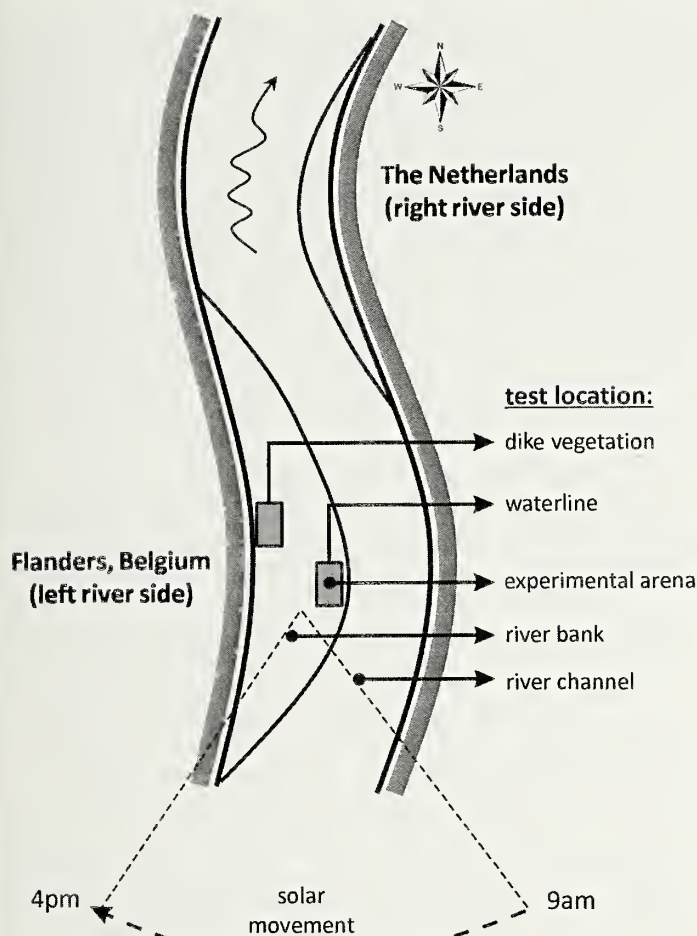 N
W E
S
The Netherlands
(right river side)
test location:
dike vegetation
waterline
Flanders, Belgium
(left river side)
experimental arena
river bank
river channel
4pm
solar
movement
9am